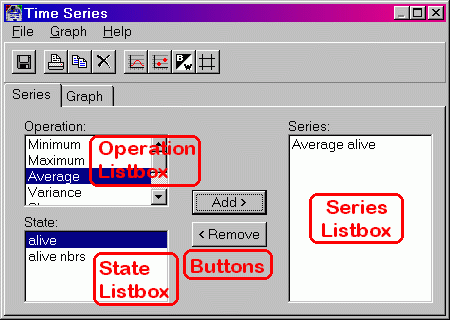 Time Series
File Graph Help
B W
Series Graph
Operation:
Minimum
Maximum
Average
Variance
Operation
Listbox
State:
alive
alive nbrs
State
Listbox
Add >
< Remove
Buttons
Series:
Average alive
Series
Listbox